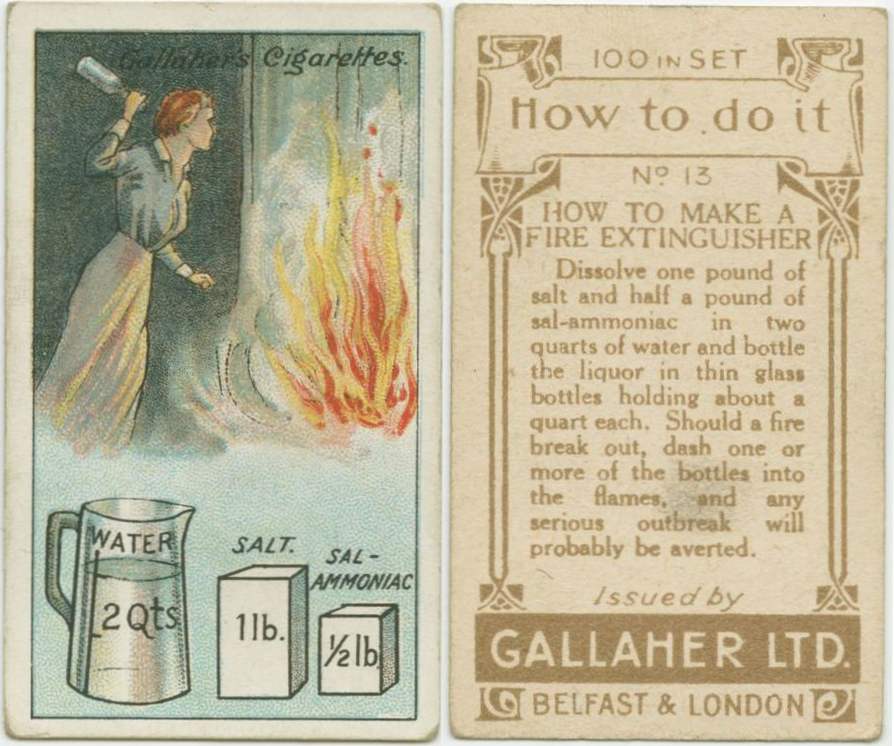 Gallaher's Cigarettes.
WATER
2 Qts
SALT.
1 lb.
SAL-
AMMONIAC
1/2 lb
100 IN SET
How to do it
No 13
HOW TO MAKE A
FIRE EXTINGUISHER
Dissolve one pound of
salt and half a pound of
sal-ammoniac in two
quarts of water and bottle
the liquor in thin glass
bottles holding about a
quart each. Should a fire
break out, dash one or
more of the bottles into
the flames, and any
serious outbreak will
probably be averted.
Issued by
GALLAHER LTD.
BELFAST & LONDON